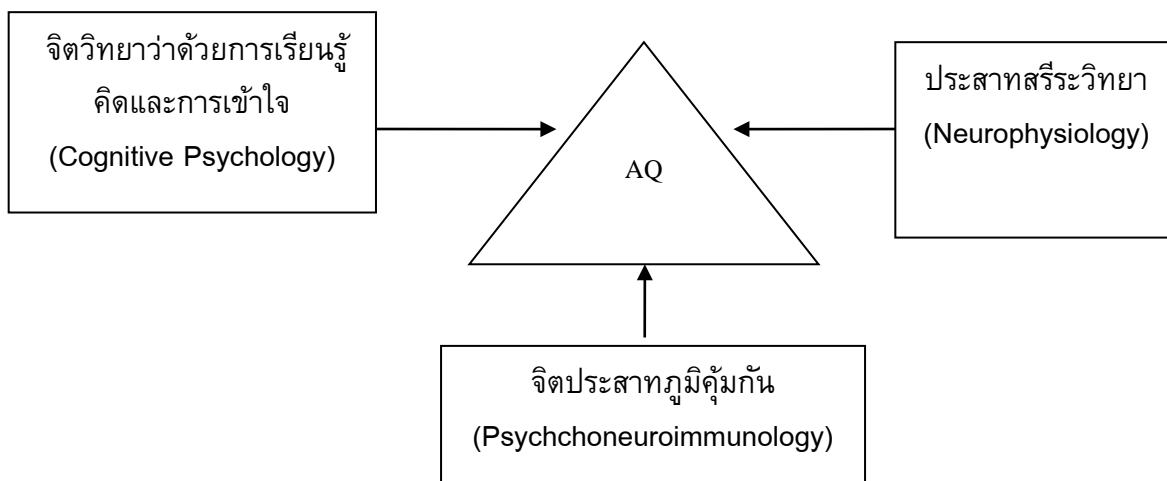 จิตวิทยาว่าด้วยการเรียนรู้
คิดและการเข้าใจ
(Cognitive Psychology)
AQ
ประสาทสรีระวิทยา
(Neurophysiology)
จิตประสาทภูมิคุ้มกัน
(Psychchoneuroimmunology)